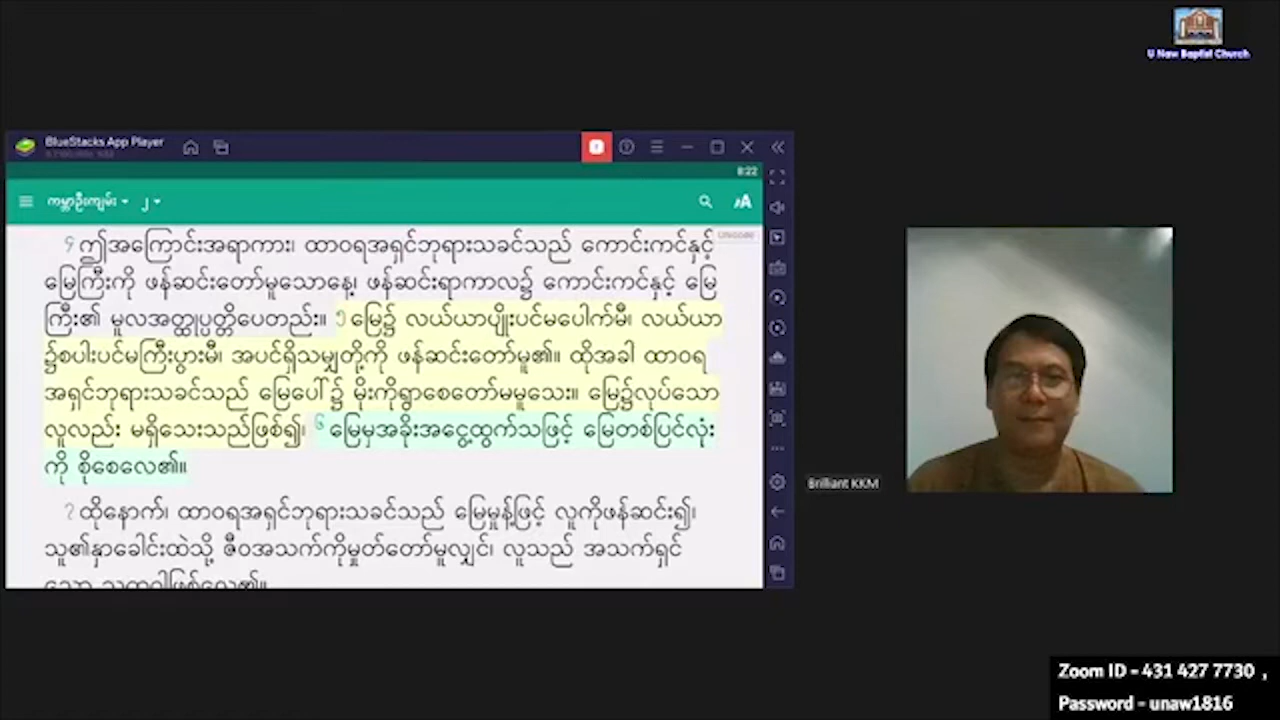 U Naw Baptist Church
BlueStacks App Player
8:22
ကမ္ဘာဦးကျမ်း ၂
UNICODE
၄ ဤအကြောင်းအရာကား၊ ထာဝရအရှင်ဘုရားသခင်သည် ကောင်းကင်နှင့်
မြေကြီးကို ဖန်ဆင်းတော်မူသောနေ့၊ ဖန်ဆင်းရာကာလ၌ ကောင်းကင်နှင့် မြေ
ကြီး၏ မူလအတ္ထုပ္ပတ္တိပေတည်း။ ၅ မြေ၌ လယ်ယာပျိုးပင်မပေါက်မီ၊ လယ်ယာ
၌စပါးပင်မကြီးပွားမီ၊ အပင်ရှိသမျှတို့ကို ဖန်ဆင်းတော်မူ၏။ ထိုအခါ ထာဝရ
အရှင်ဘုရားသခင်သည် မြေပေါ်၌ မိုးကိုရွာစေတော်မမူသေး။ မြေ၌လုပ်သော
လူလည်း မရှိသေးသည်ဖြစ်၍၊ ၆ မြေမှအခိုးအငွေ့ထွက်သဖြင့် မြေတစ်ပြင်လုံး
ကို စိုစေလေ၏။
၇ ထိုနောက်၊ ထာဝရအရှင်ဘုရားသခင်သည် မြေမှုန့်ဖြင့် လူကိုဖန်ဆင်း၍၊
သူ၏နှာခေါင်းထဲသို့ ဇီဝအသက်ကိုမှုတ်တော်မူလျှင်၊ လူသည် အသက်ရှင်
သော သတ္တဝါဖြစ်လေ၏။
Brilliant KKM
Zoom ID - 431 427 7730 ,
Password - unaw1816